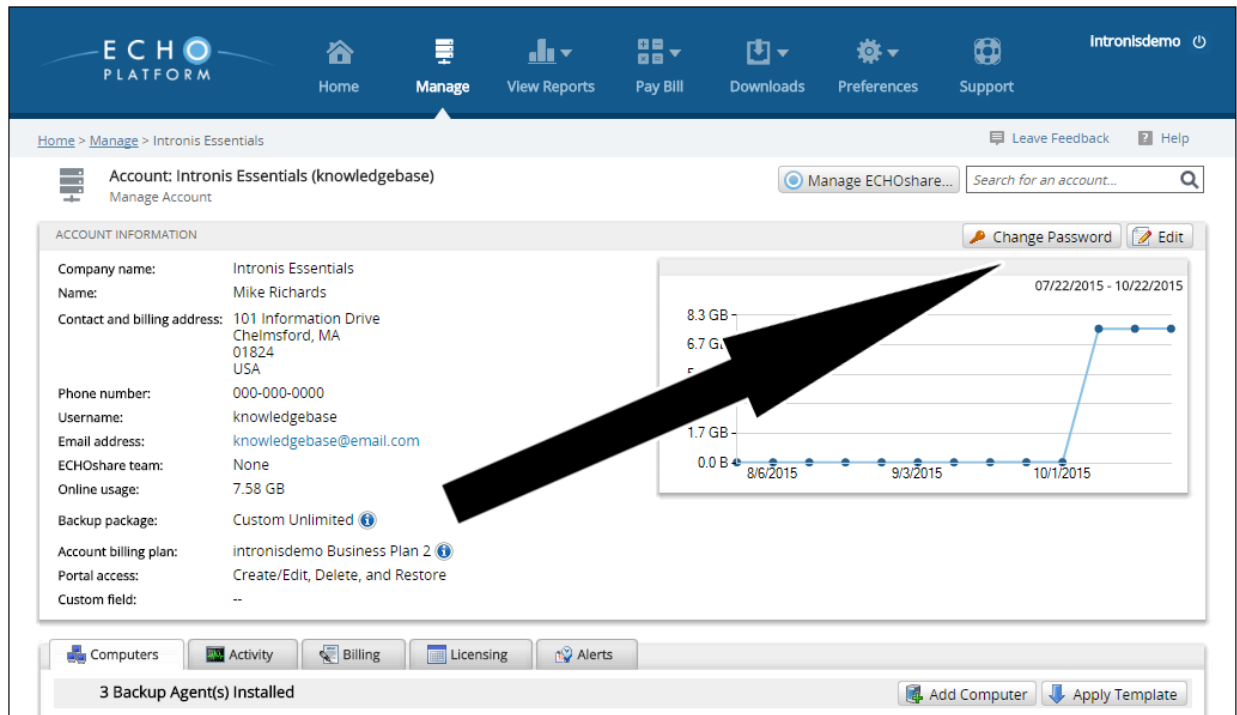 ECHO
PLATFORM
Home
Manage
View Reports
Pay Bill
Downloads
Preferences
Support
intronisdemo
Home > Manage > Intronis Essentials
Leave Feedback
? Help
Account: Intronis Essentials (knowledgebase)
Manage Account
Manage ECHOshare...
Search for an account...
ACCOUNT INFORMATION
Change Password
Edit
Company name: Intronis Essentials
Name: Mike Richards
Contact and billing address: 101 Information Drive
Chelmsford, MA
01824
USA
Phone number: 000-000-0000
Username: knowledgebase
Email address: knowledgebase@email.com
ECHOshare team: None
Online usage: 7.58 GB
Backup package: Custom Unlimited
Account billing plan: intronisdemo Business Plan 2
Portal access: Create/Edit, Delete, and Restore
Custom field: --
07/22/2015 - 10/22/2015
8.3 GB
6.7
1.7 GB
0.0 B
8/6/2015
9/3/2015
10/1/2015
Computers
Activity
Billing
Licensing
Alerts
3 Backup Agent(s) Installed
Add Computer
Apply Template